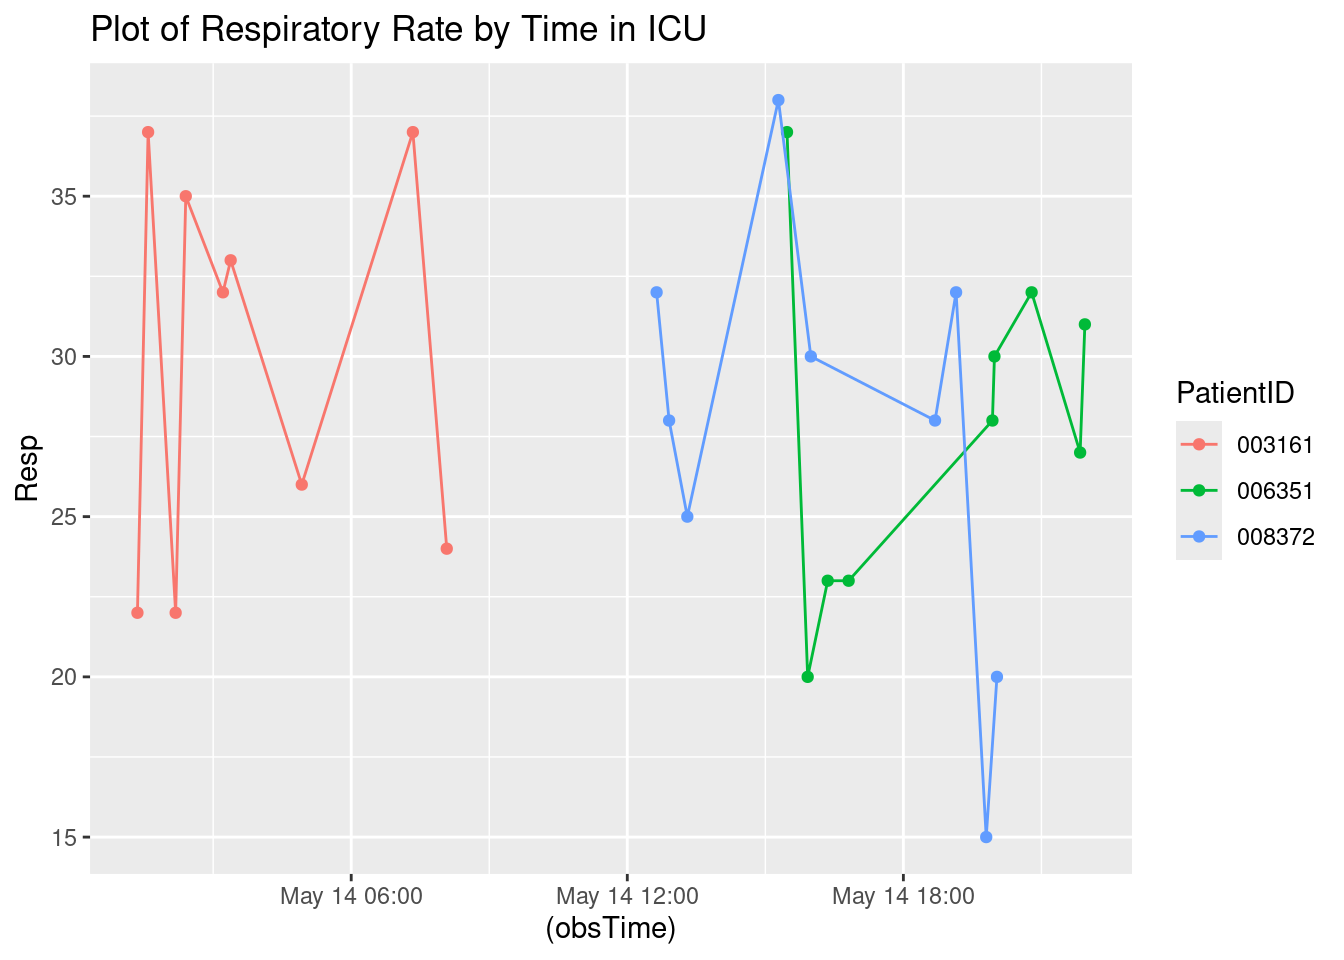 Plot of Respiratory Rate by Time in ICU
Resp
35
30
25
20
15
May 14 06:00 May 14 12:00 May 14 18:00
(obsTime)
PatientID
003161
006351
008372